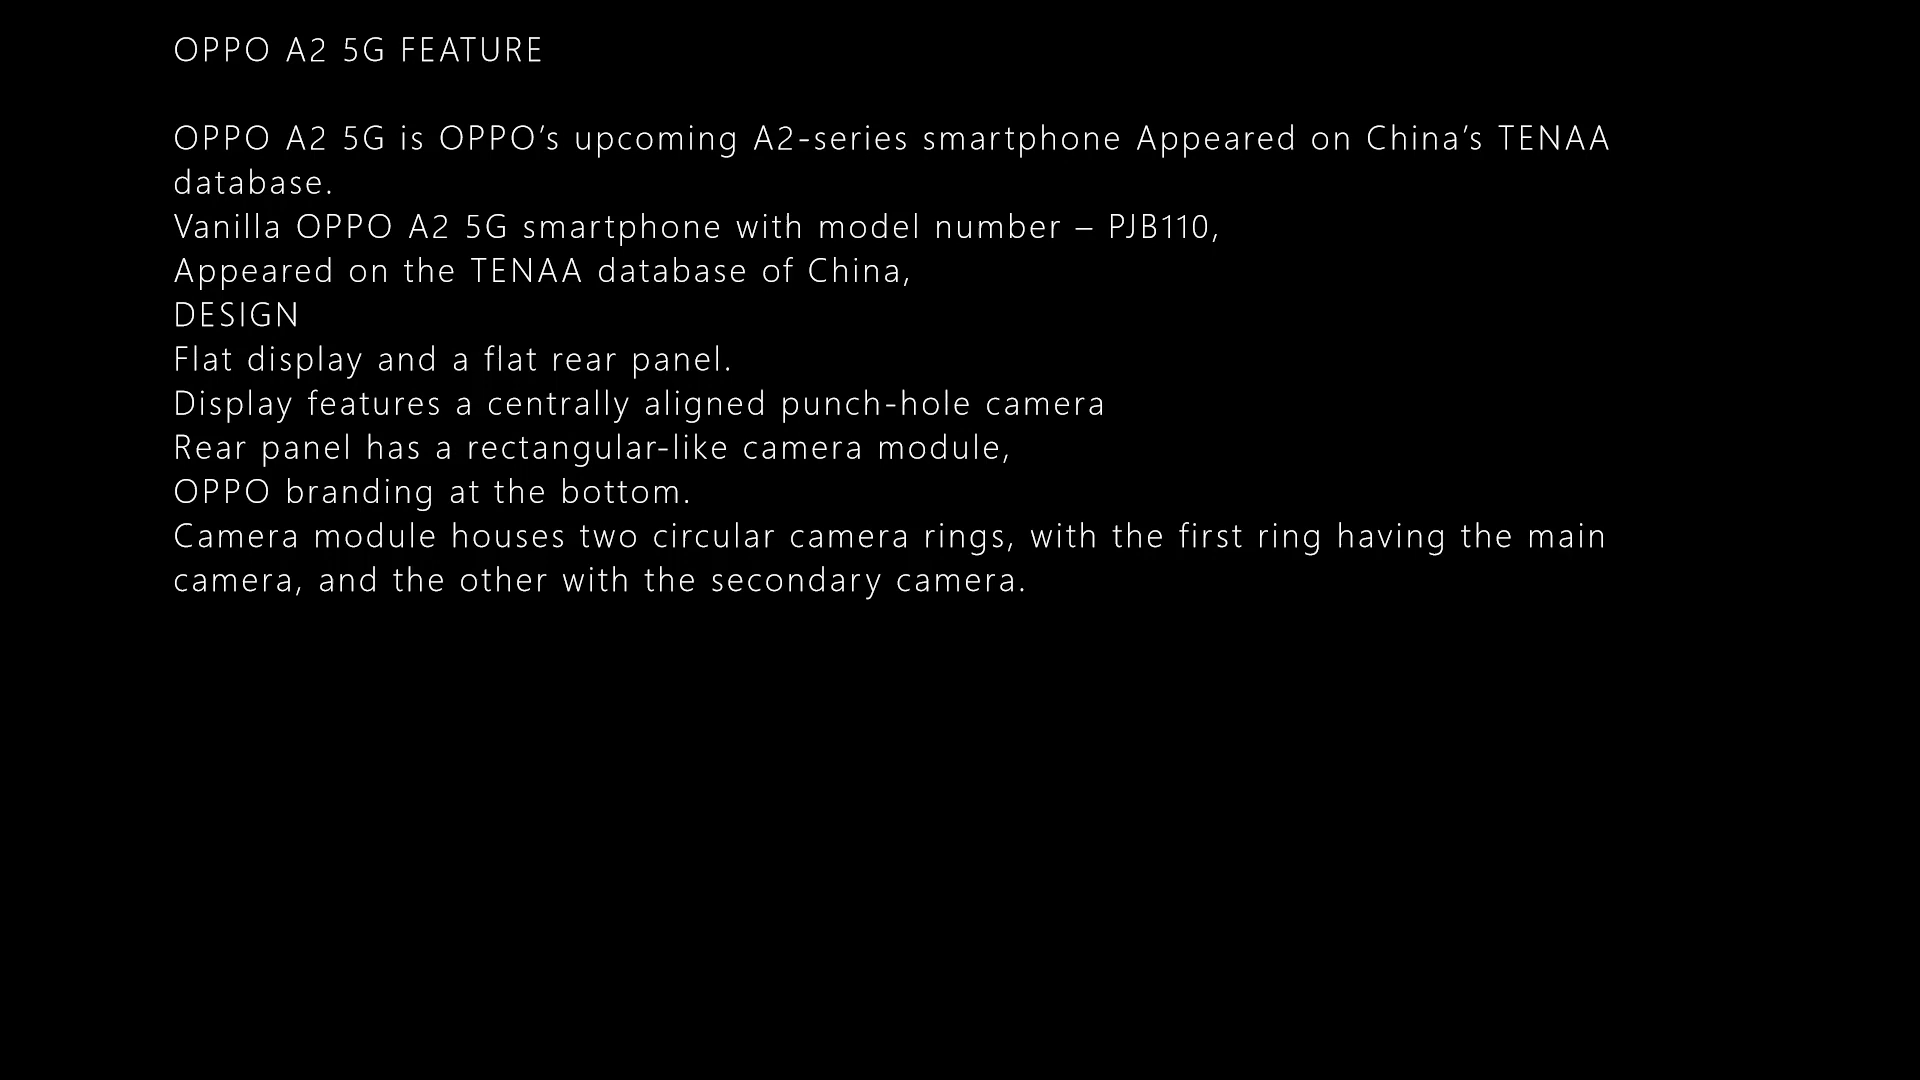 OPPO A2 5G FEATURE
OPPO A2 5G is OPPO’s upcoming A2-series smartphone Appeared on China’s TENAA
database.
Vanilla OPPO A2 5G smartphone with model number – PJB110,
Appeared on the TENAA database of China,
DESIGN
Flat display and a flat rear panel.
Display features a centrally aligned punch-hole camera
Rear panel has a rectangular-like camera module,
OPPO branding at the bottom.
Camera module houses two circular camera rings, with the first ring having the main
camera, and the other with the secondary camera.